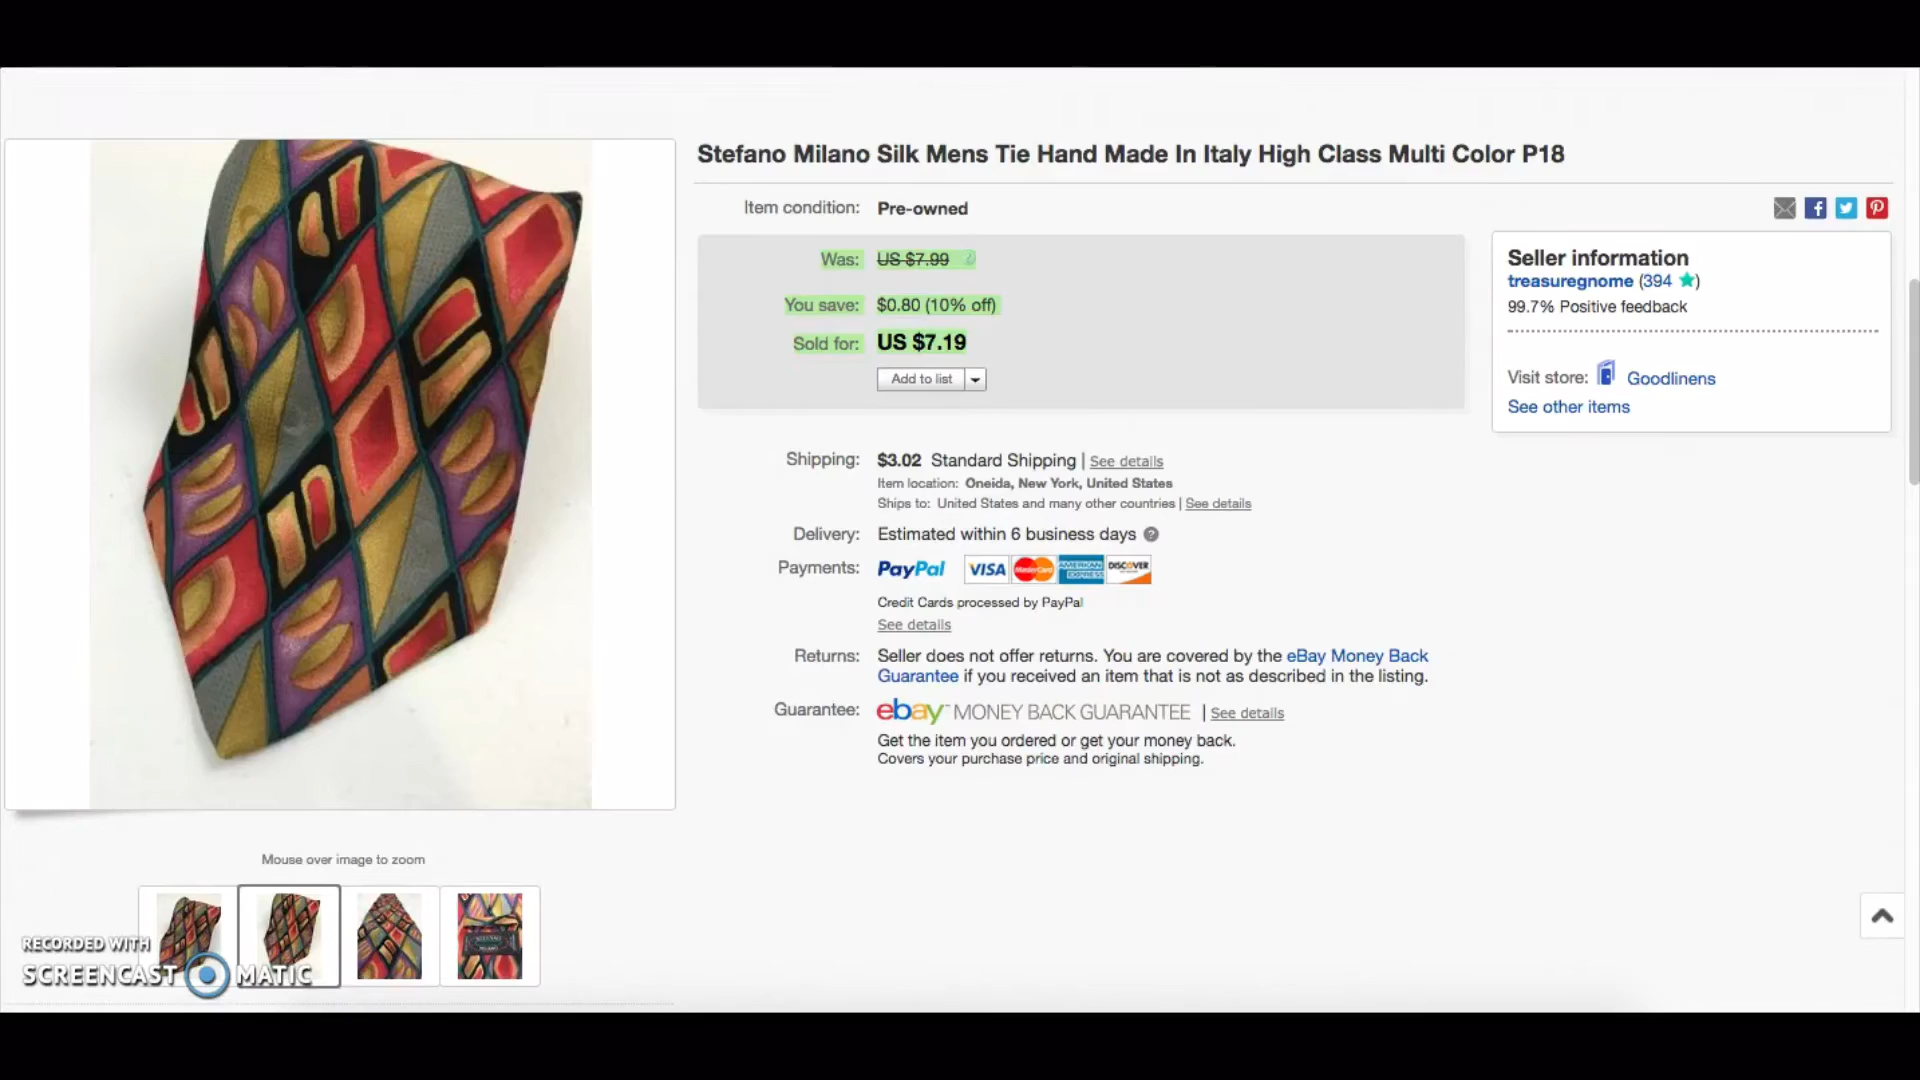 Stefano Milano Silk Mens Tie Hand Made In Italy High Class Multi Color P18
Item condition: Pre-owned
Was: US $7.99
You save: $0.80 (10% off)
Sold for: US $7.19
Add to list
Shipping: $3.02 Standard Shipping | See details
Item location: Oneida, New York, United States
Ships to: United States and many other countries | See details
Delivery: Estimated within 6 business days ?
Payments: PayPal VISA MasterCard AMERICAN EXPRESS DISCOVER
Credit Cards processed by PayPal
See details
Returns: Seller does not offer returns. You are covered by the eBay Money Back
Guarantee if you received an item that is not as described in the listing.
Guarantee: ebay MONEY BACK GUARANTEE | See details
Get the item you ordered or get your money back.
Covers your purchase price and original shipping.
Seller information
treasuregnome (394 ★)
99.7% Positive feedback
Visit store: Goodlinens
See other items
Mouse over image to zoom
RECORDED WITH
SCREENCAST MATIC